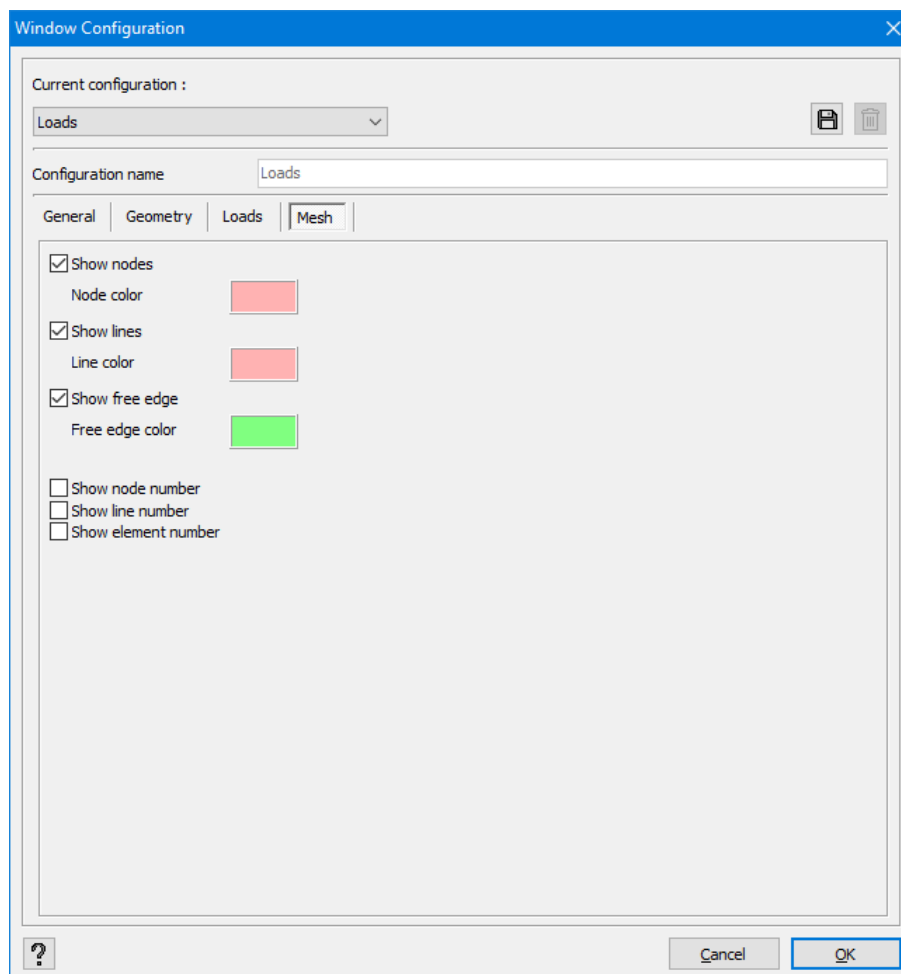 Window Configuration
Current configuration :
Loads
Configuration name Loads
General Geometry Loads Mesh
Show nodes
Node color
Show lines
Line color
Show free edge
Free edge color
Show node number
Show line number
Show element number
? Cancel OK